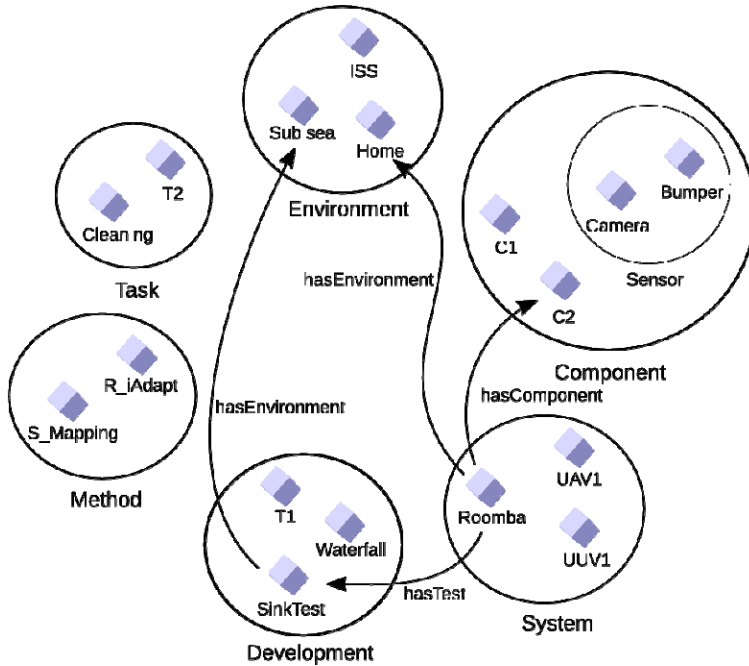 ISS
Sub sea
Home
Environment
T2
Clean ng
Task
Bumper
Camera
C1
Sensor
C2
Component
hasEnvironment
R_iAdapt
S_Mapping
Method
hasComponent
hasEnvironment
UAV1
T1
Roomba
Waterfall
UUV1
SinkTest
hasTest
System
Development